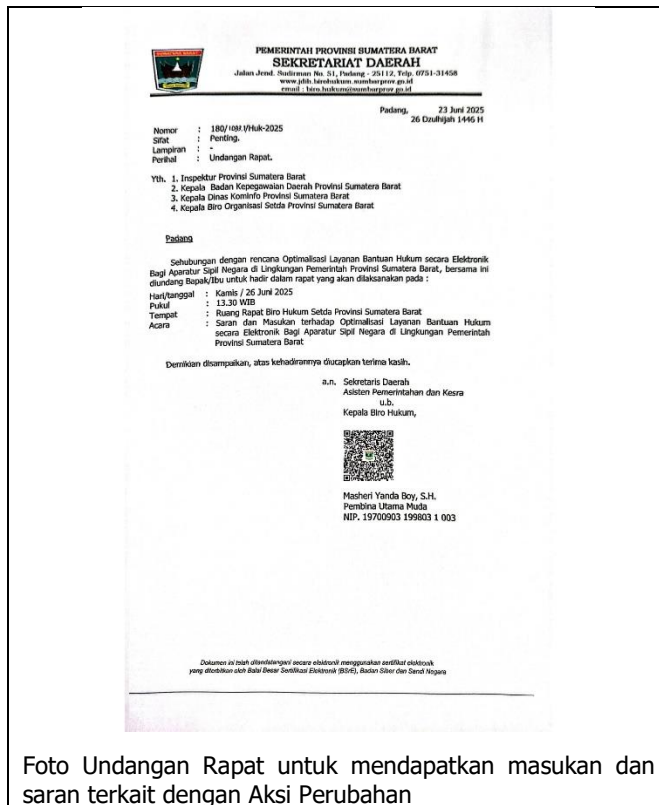 PEMERINTAH PROVINSI SUMATERA BARAT
SEKRETARIAT DAERAH
Jalan Jend. Sudirman No. 51, Padang - 25112, Telp. 0751-31458
www.jdih.birohukum.sumbarprov.go.id
email : biro.hukum@sumbarprov.go.id
Padang, 23 Juni 2025
26 Dzulhijah 1446 H
Nomor : 180/ /Huk-2025
Sifat : Penting.
Lampiran : -
Perihal : Undangan Rapat.
Yth. 1. Inspektur Provinsi Sumatera Barat
2. Kepala Badan Kepegawaian Daerah Provinsi Sumatera Barat
3. Kepala Dinas Kominfo Provinsi Sumatera Barat
4. Kepala Biro Organisasi Setda Provinsi Sumatera Barat
Padang
Sehubungan dengan rencana Optimalisasi Layanan Bantuan Hukum secara Elektronik
Bagi Aparatur Sipil Negara di Lingkungan Pemerintah Provinsi Sumatera Barat, bersama ini
diundang Bapak/Ibu untuk hadir dalam rapat yang akan dilaksanakan pada :
Hari/tanggal : Kamis / 26 Juni 2025
Pukul : 13.30 WIB
Tempat : Ruang Rapat Biro Hukum Setda Provinsi Sumatera Barat
Acara : Saran dan Masukan terhadap Optimalisasi Layanan Bantuan Hukum
secara Elektronik Bagi Aparatur Sipil Negara di Lingkungan Pemerintah
Provinsi Sumatera Barat
Demikian disampaikan, atas kehadirannya diucapkan terima kasih.
a.n. Sekretaris Daerah
Asisten Pemerintahan dan Kesra
u.b.
Kepala Biro Hukum,
Masheri Yanda Boy, S.H.
Pembina Utama Muda
NIP. 19700903 199803 1 003
Dokumen ini telah ditandatangani secara elektronik menggunakan sertifikat elektronik
yang diterbitkan oleh Balai Besar Sertifikasi Elektronik (BSrE), Badan Siber dan Sandi Negara
Foto Undangan Rapat untuk mendapatkan masukan dan
saran terkait dengan Aksi Perubahan